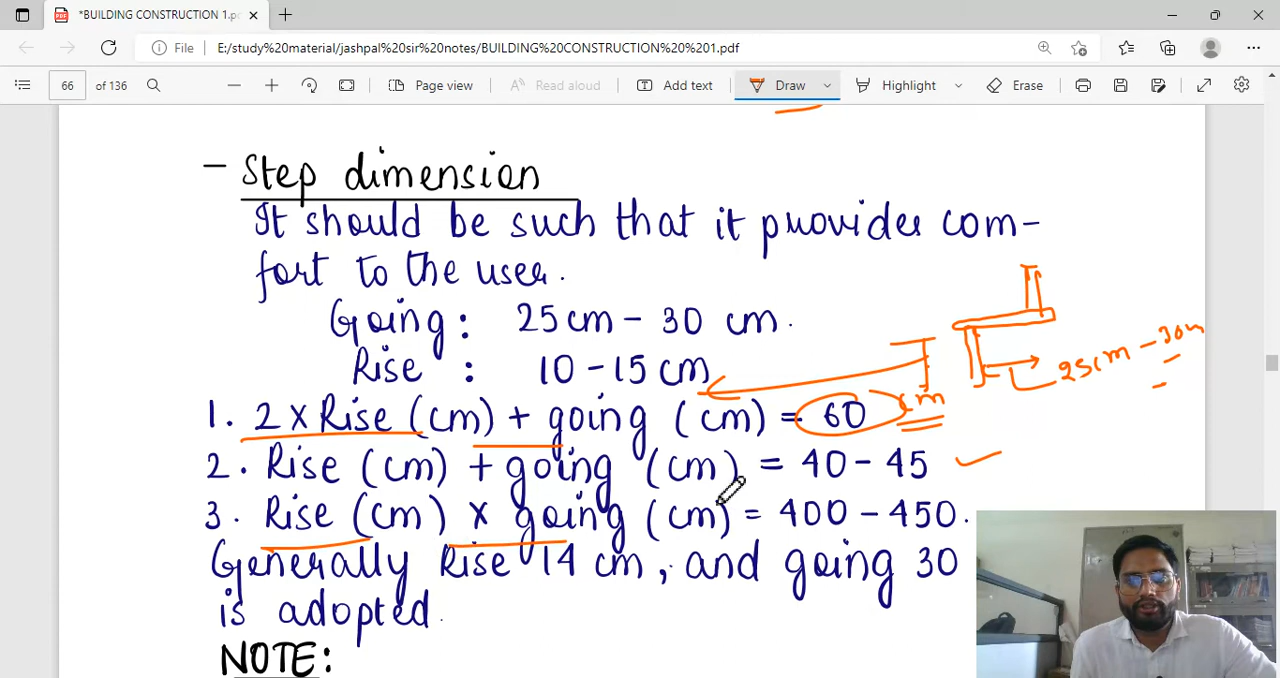 *BUILDING CONSTRUCTION 1.p
File E:/study%20material/jashpal%20sir%20notes/BUILDING%20CONSTRUCTION%20%201.pdf
66 of 136 Page view Read aloud Add text Draw Highlight Erase
- Step dimension
It should be such that it provides com-
fort to the user.
Going: 25cm - 30 cm.
Rise : 10 - 15 cm
25cm - 30cm
1. 2 x Rise (cm) + going (cm) = 60 cm
2. Rise (cm) + going (cm) = 40 - 45
3. Rise (cm) x going (cm) = 400 - 450.
Generally Rise 14 cm, and going 30
is adopted.
NOTE: